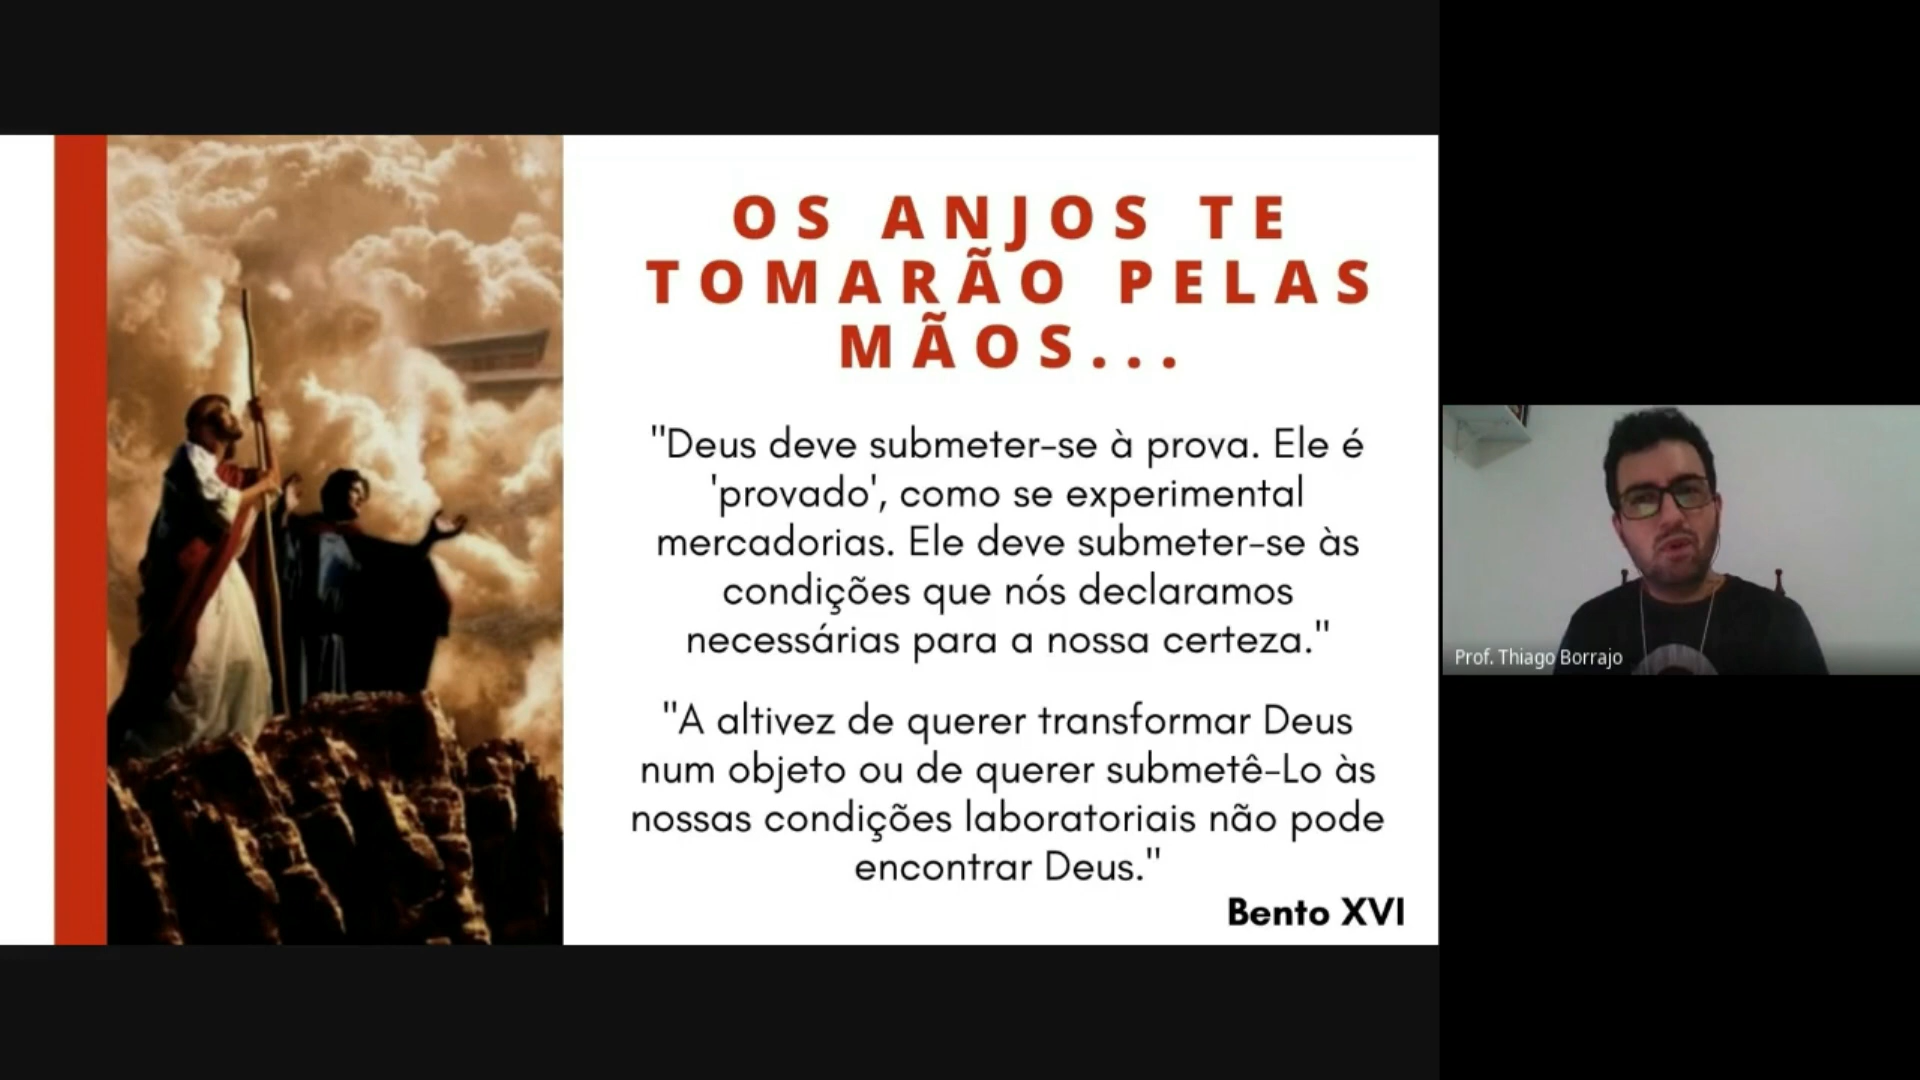 OS ANJOS TE
TOMARÃO PELAS
MÃOS...
"Deus deve submeter-se à prova. Ele é
'provado', como se experimental
mercadorias. Ele deve submeter-se às
condições que nós declaramos
necessárias para a nossa certeza."
"A altivez de querer transformar Deus
num objeto ou de querer submetê-Lo às
nossas condições laboratoriais não pode
encontrar Deus."
Bento XVI
Prof. Thiago Borrajo